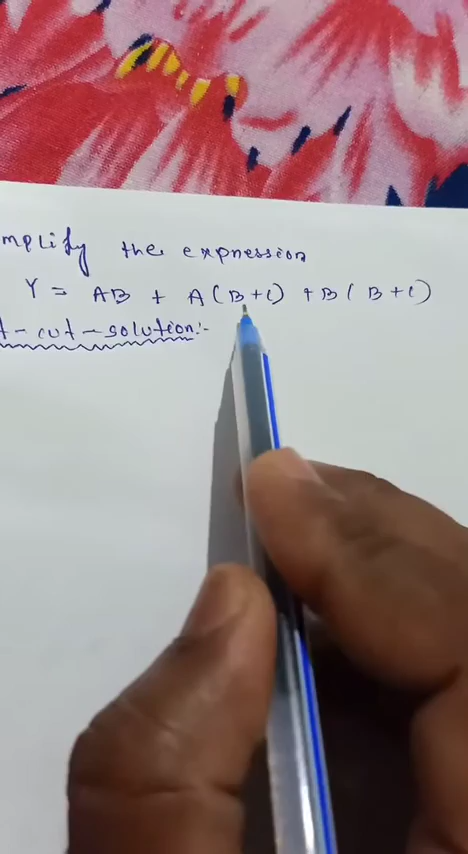 mplify the expression
Y = AB + A(B+C) + B(B+C)
t-cut-solution:-